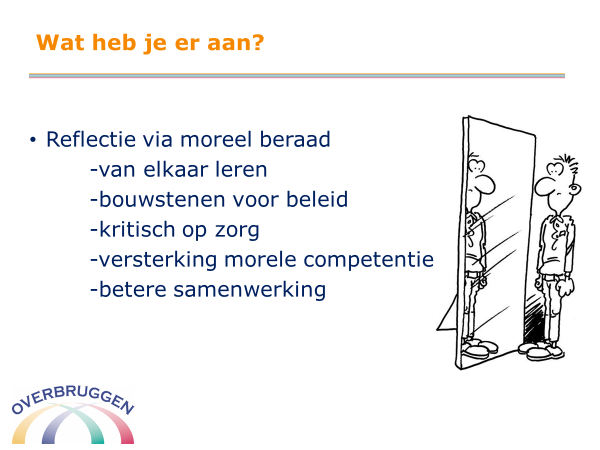 Wat heb je er aan?
• Reflectie via moreel beraad
-van elkaar leren
-bouwstenen voor beleid
-kritisch op zorg
-versterking morele competentie
-betere samenwerking
OVERBRUGGEN